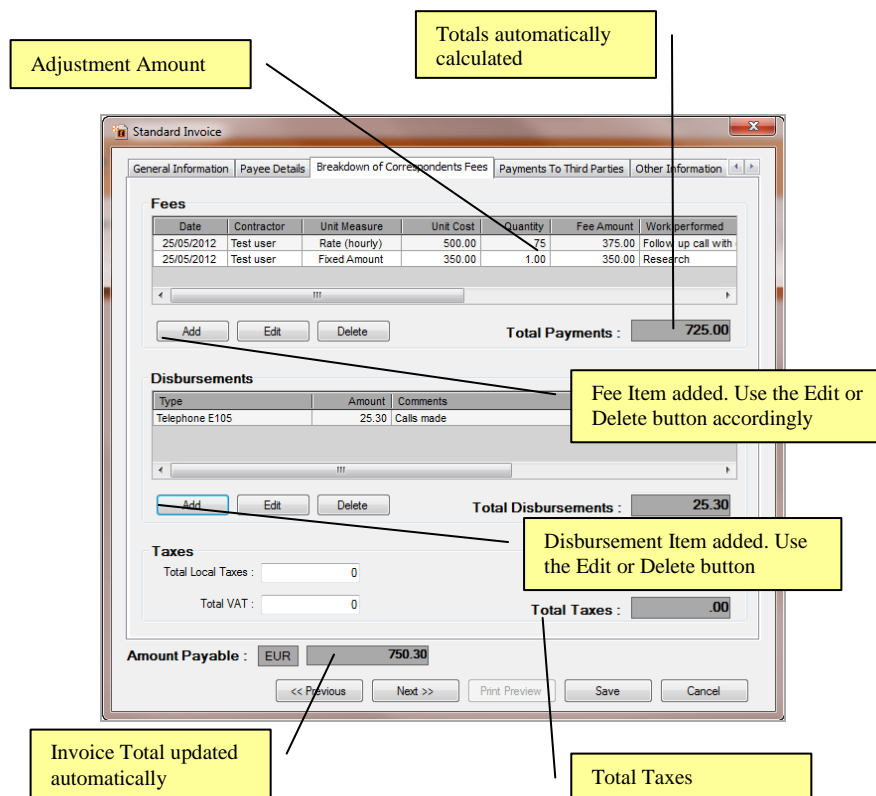 Totals automatically
calculated
Adjustment Amount
Standard Invoice
General Information Payee Details Breakdown of Correspondents Fees Payments To Third Parties Other Information
Fees
Date Contractor Unit Measure Unit Cost Quantity Fee Amount Work performed
25/05/2012 Test user Rate (hourly) 500.00 75 375.00 Follow up call with
25/05/2012 Test user Fixed Amount 350.00 1.00 350.00 Research
Add Edit Delete Total Payments : 725.00
Fee Item added. Use the Edit or
Delete button accordingly
Disbursements
Type Amount Comments
Telephone E105 25.30 Calls made
Add Edit Delete Total Disbursements : 25.30
Disbursement Item added. Use
the Edit or Delete button
Taxes
Total Local Taxes : 0
Total VAT : 0 Total Taxes : .00
Amount Payable : EUR 750.30
<< Previous Next >> Print Preview Save Cancel
Invoice Total updated
automatically
Total Taxes